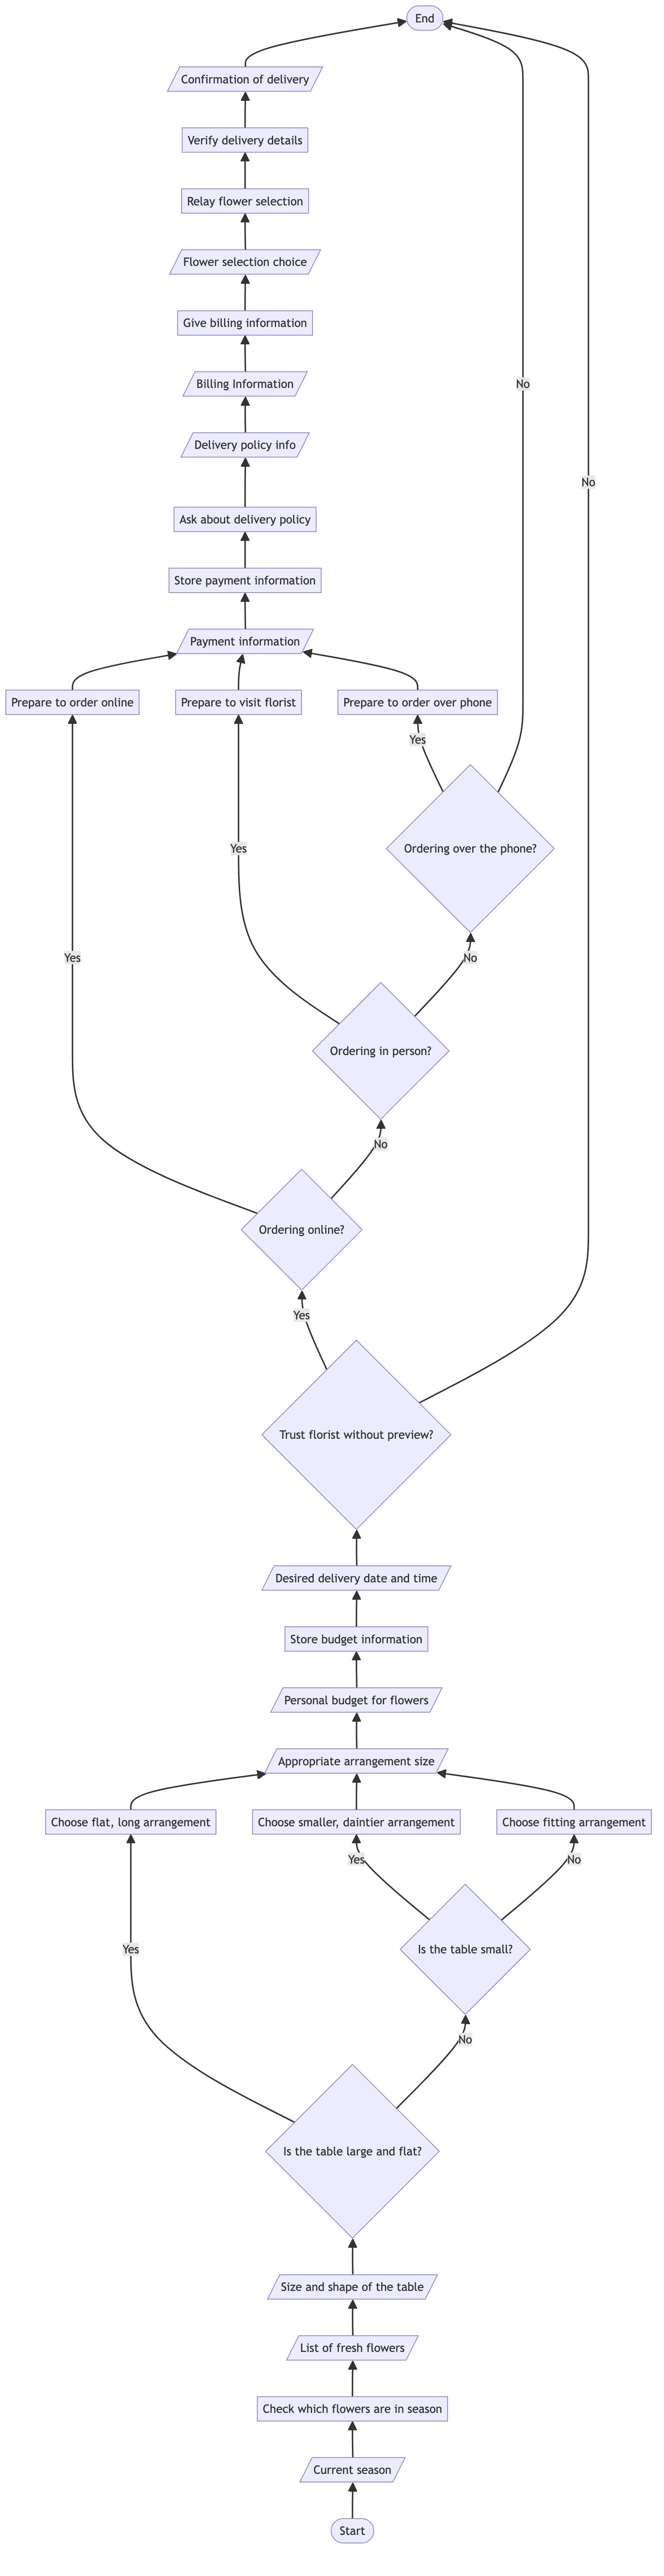 End
Confirmation of delivery
Verify delivery details
Relay flower selection
Flower selection choice
Give billing information
Billing Information
No
Delivery policy info
No
Ask about delivery policy
Store payment information
Payment information
Prepare to order online
Prepare to visit florist
Prepare to order over phone
Yes
Yes
Ordering over the phone?
Yes
No
Ordering in person?
No
Ordering online?
Yes
Trust florist without preview?
Desired delivery date and time
Store budget information
Personal budget for flowers
Appropriate arrangement size
Choose flat, long arrangement
Choose smaller, daintier arrangement
Choose fitting arrangement
Yes
No
Yes
Is the table small?
No
Is the table large and flat?
Size and shape of the table
List of fresh flowers
Check which flowers are in season
Current season
Start